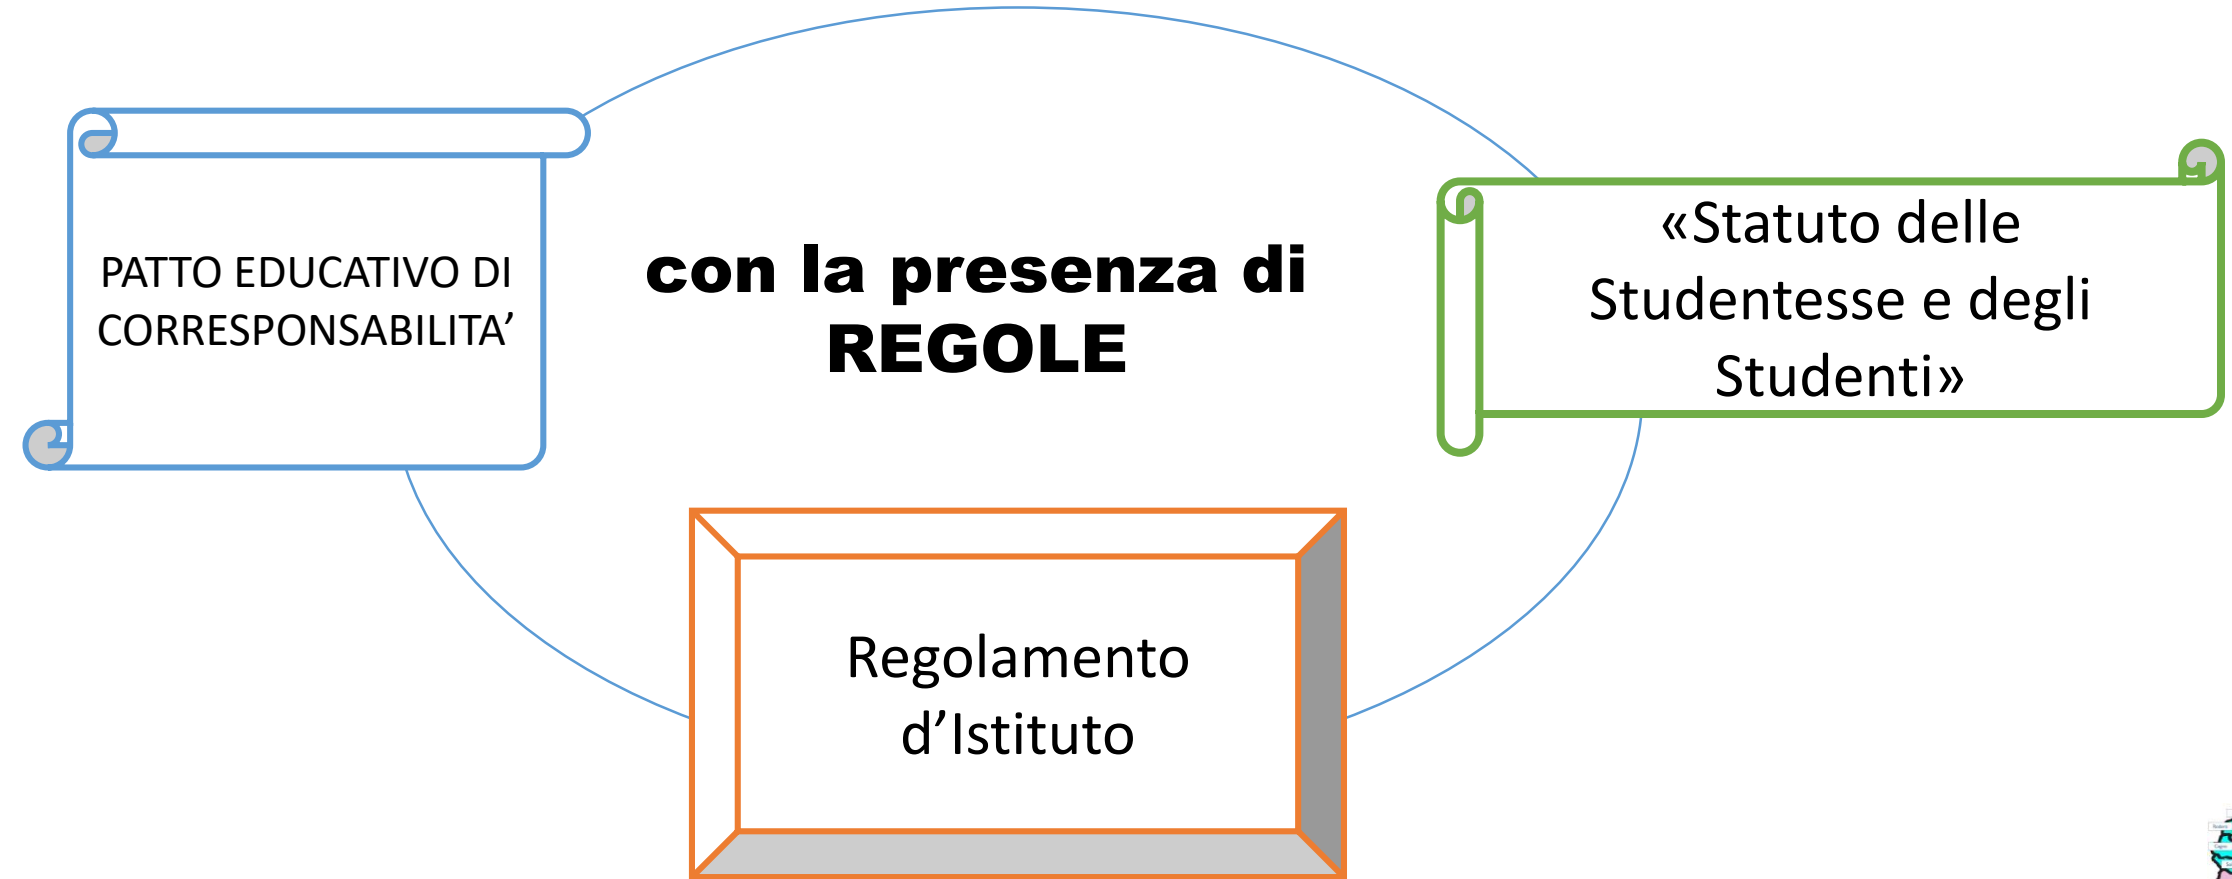 PATTO EDUCATIVO DI
CORRESPONSABILITA’
con la presenza di
REGOLE
«Statuto delle
Studentesse e degli
Studenti»
Regolamento
d’Istituto